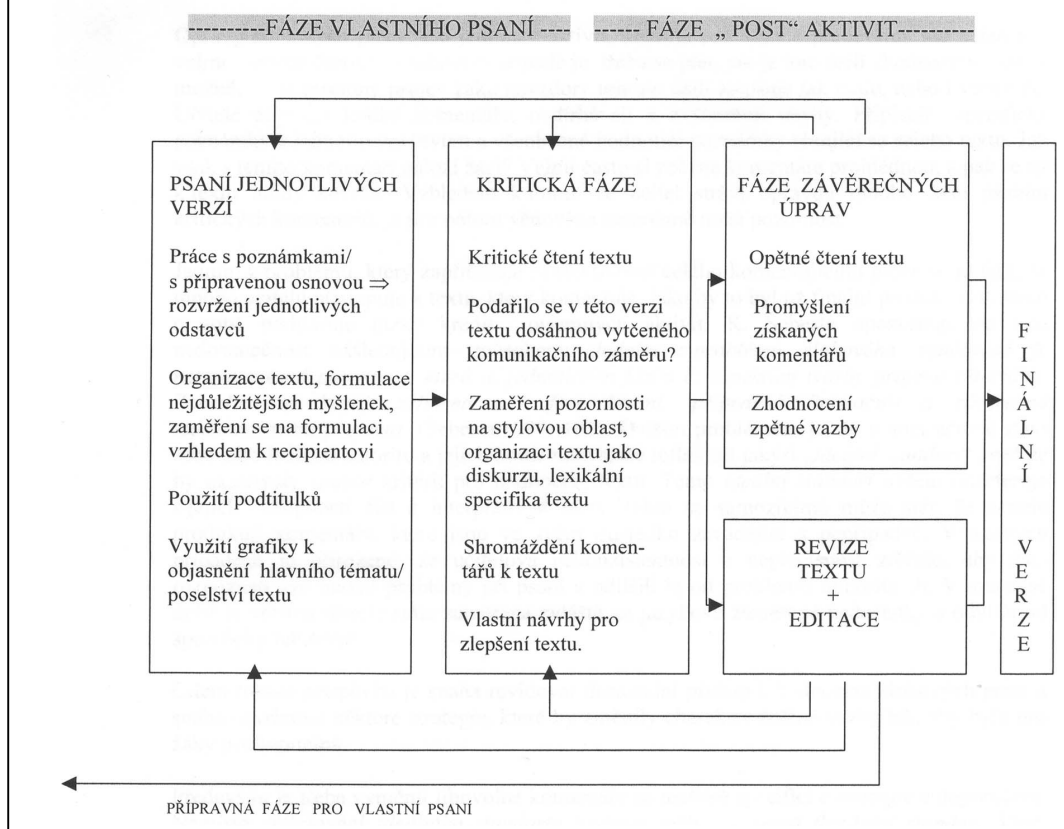 ----------FÁZE VLASTNÍHO PSANÍ ---- ------ FÁZE „ POST“ AKTIVIT----------
PSANÍ JEDNOTLIVÝCH
VERZÍ
Práce s poznámkami/
s připravenou osnovou ⇒
rozvržení jednotlivých
odstavců
Organizace textu, formulace
nejdůležitějších myšlenek,
zaměření se na formulaci
vzhledem k recipientovi
Použití podtitulků
Využití grafiky k
objasnění hlavního tématu/
poselství textu
KRITICKÁ FÁZE
Kritické čtení textu
Podařilo se v této verzi
textu dosáhnou vytčeného
komunikačního záměru?
Zaměření pozornosti
na stylovou oblast,
organizaci textu jako
diskurzu, lexikální
specifika textu
Shromáždění komen-
tářů k textu
Vlastní návrhy pro
zlepšení textu.
FÁZE ZÁVĚREČNÝCH
ÚPRAV
Opětné čtení textu
Promýšlení
získaných
komentářů
Zhodnocení
zpětné vazby
REVIZE
TEXTU
+
EDITACE
F
I
N
Á
L
N
Í
V
E
R
Z
E
PŘÍPRAVNÁ FÁZE PRO VLASTNÍ PSANÍ